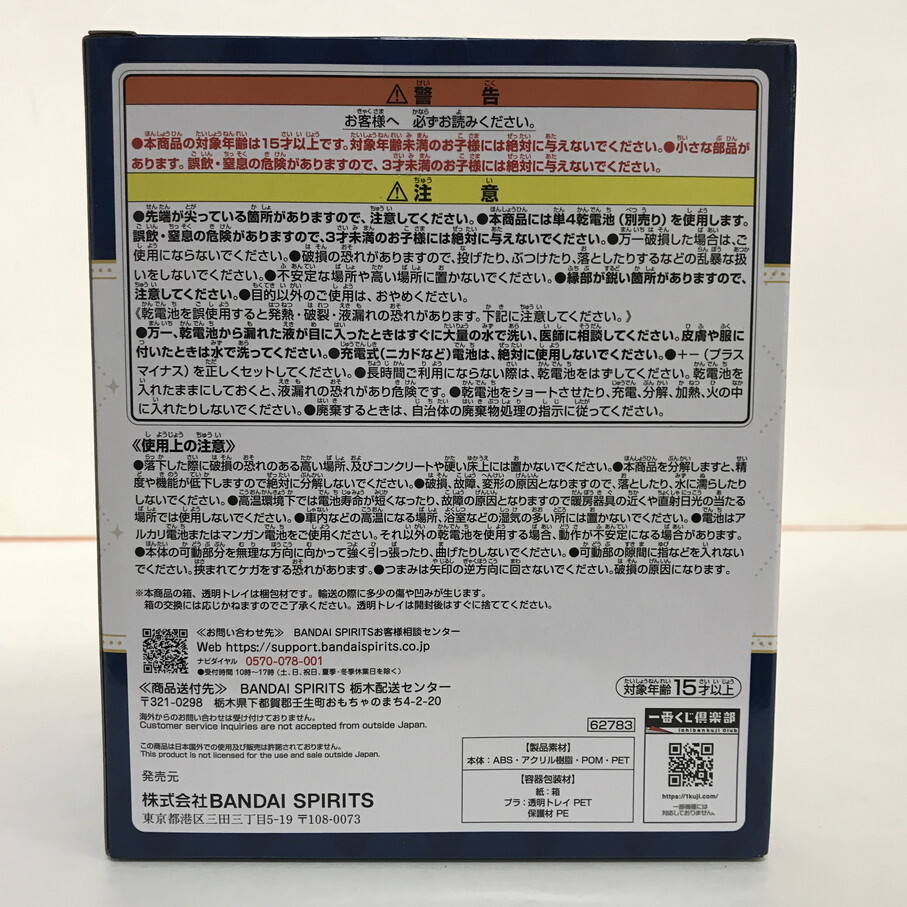 ⚠警 告
お客様へ 必ずお読みください。
●本商品の対象年齢は15才以上です。対象年齢未満のお子様には絶対に与えないでください。●小さな部品が
あります。誤飲・窒息の危険がありますので、3才未満のお子様には絶対に与えないでください。
⚠注 意
●先端が尖っている箇所がありますので、注意してください。●本商品には単4乾電池(別売り)を使用します。
誤飲・窒息の危険がありますので、3才未満のお子様には絶対に与えないでください。●万一破損した場合は、ご
使用にならないでください。●破損の恐れがありますので、投げたり、ぶつけたり、落としたりするなどの乱暴な扱
いをしないでください。●不安定な場所や高い場所に置かないでください。●縁部が鋭い箇所がありますので、
注意してください。●目的以外のご使用は、おやめください。
《乾電池を誤使用すると発熱・破裂・液漏れの恐れがあります。下記に注意してください。》
●万一、乾電池から漏れた液が目に入ったときはすぐに大量の水で洗い、医師に相談してください。皮膚や服に
付いたときは水で洗ってください。●充電式(ニカドなど)電池は、絶対に使用しないでください。●+-(プラス
マイナス)を正しくセットしてください。●長時間ご利用にならない際は、乾電池をはずしてください。乾電池を
入れたままにしておくと、液漏れの恐れがあり危険です。●乾電池をショートさせたり、充電、分解、加熱、火の中
に入れたりしないでください。●廃棄するときは、自治体の廃棄物処理の指示に従ってください。
《使用上の注意》
●落下した際に破損の恐れのある高い場所、及びコンクリートや硬い床上には置かないでください。●本商品を分解しますと、精
度や機能が低下しますので絶対に分解しないでください。●破損、故障、変形の原因となりますので、落としたり、水に濡らしたり
しないでください。●高温環境下では電池寿命が短くなったり、故障の原因となりますので暖房器具の近くや直射日光の当たる
場所では使用しないでください。●車内などの高温になる場所、浴室などの湿気の多い所には置かないでください。●電池はア
ルカリ電池またはマンガン電池をご使用ください。それ以外の乾電池を使用する場合、動作が不安定になる場合があります。
●本体の可動部分を無理な方向に向かって強く引っ張ったり、曲げたりしないでください。●可動部の隙間に指などを入れない
でください。挟まれてケガをする恐れがあります。●つまみは矢印の逆方向に回さないでください。破損の原因になります。
※本商品の箱、透明トレイは梱包材です。輸送の際に多少の傷や凹みが生じます。
箱の交換には応じかねますのでご了承ください。透明トレイは開封後はすぐに捨ててください。
≪お問い合わせ先≫ BANDAI SPIRITSお客様相談センター
Web https://support.bandaispirits.co.jp
ナビダイヤル 0570-078-001
●受付時間 10時～17時(土、日、祝日、夏季・冬季休業日を除く)
≪商品送付先≫ BANDAI SPIRITS 栃木配送センター
〒321-0298 栃木県下都賀郡壬生町おもちゃのまち4-2-20
海外からのお問い合わせは受け付けておりません。
Customer service inquiries are not accepted from outside Japan.
この商品は日本国外での使用及び販売は許諾されておりません。
This product is not licensed for the use and sale outside Japan.
発売元
株式会社BANDAI SPIRITS
東京都港区三田三丁目5-19 〒108-0073
対象年齢15才以上
62783
【製品素材】
本体:ABS・アクリル樹脂・POM・PET
【容器包装材】
紙:箱
プラ:透明トレイ PET
保護材 PE
一番くじ倶楽部
ichibankuji Club
https://1kuji.com/
一部機種には
対応しておりません。